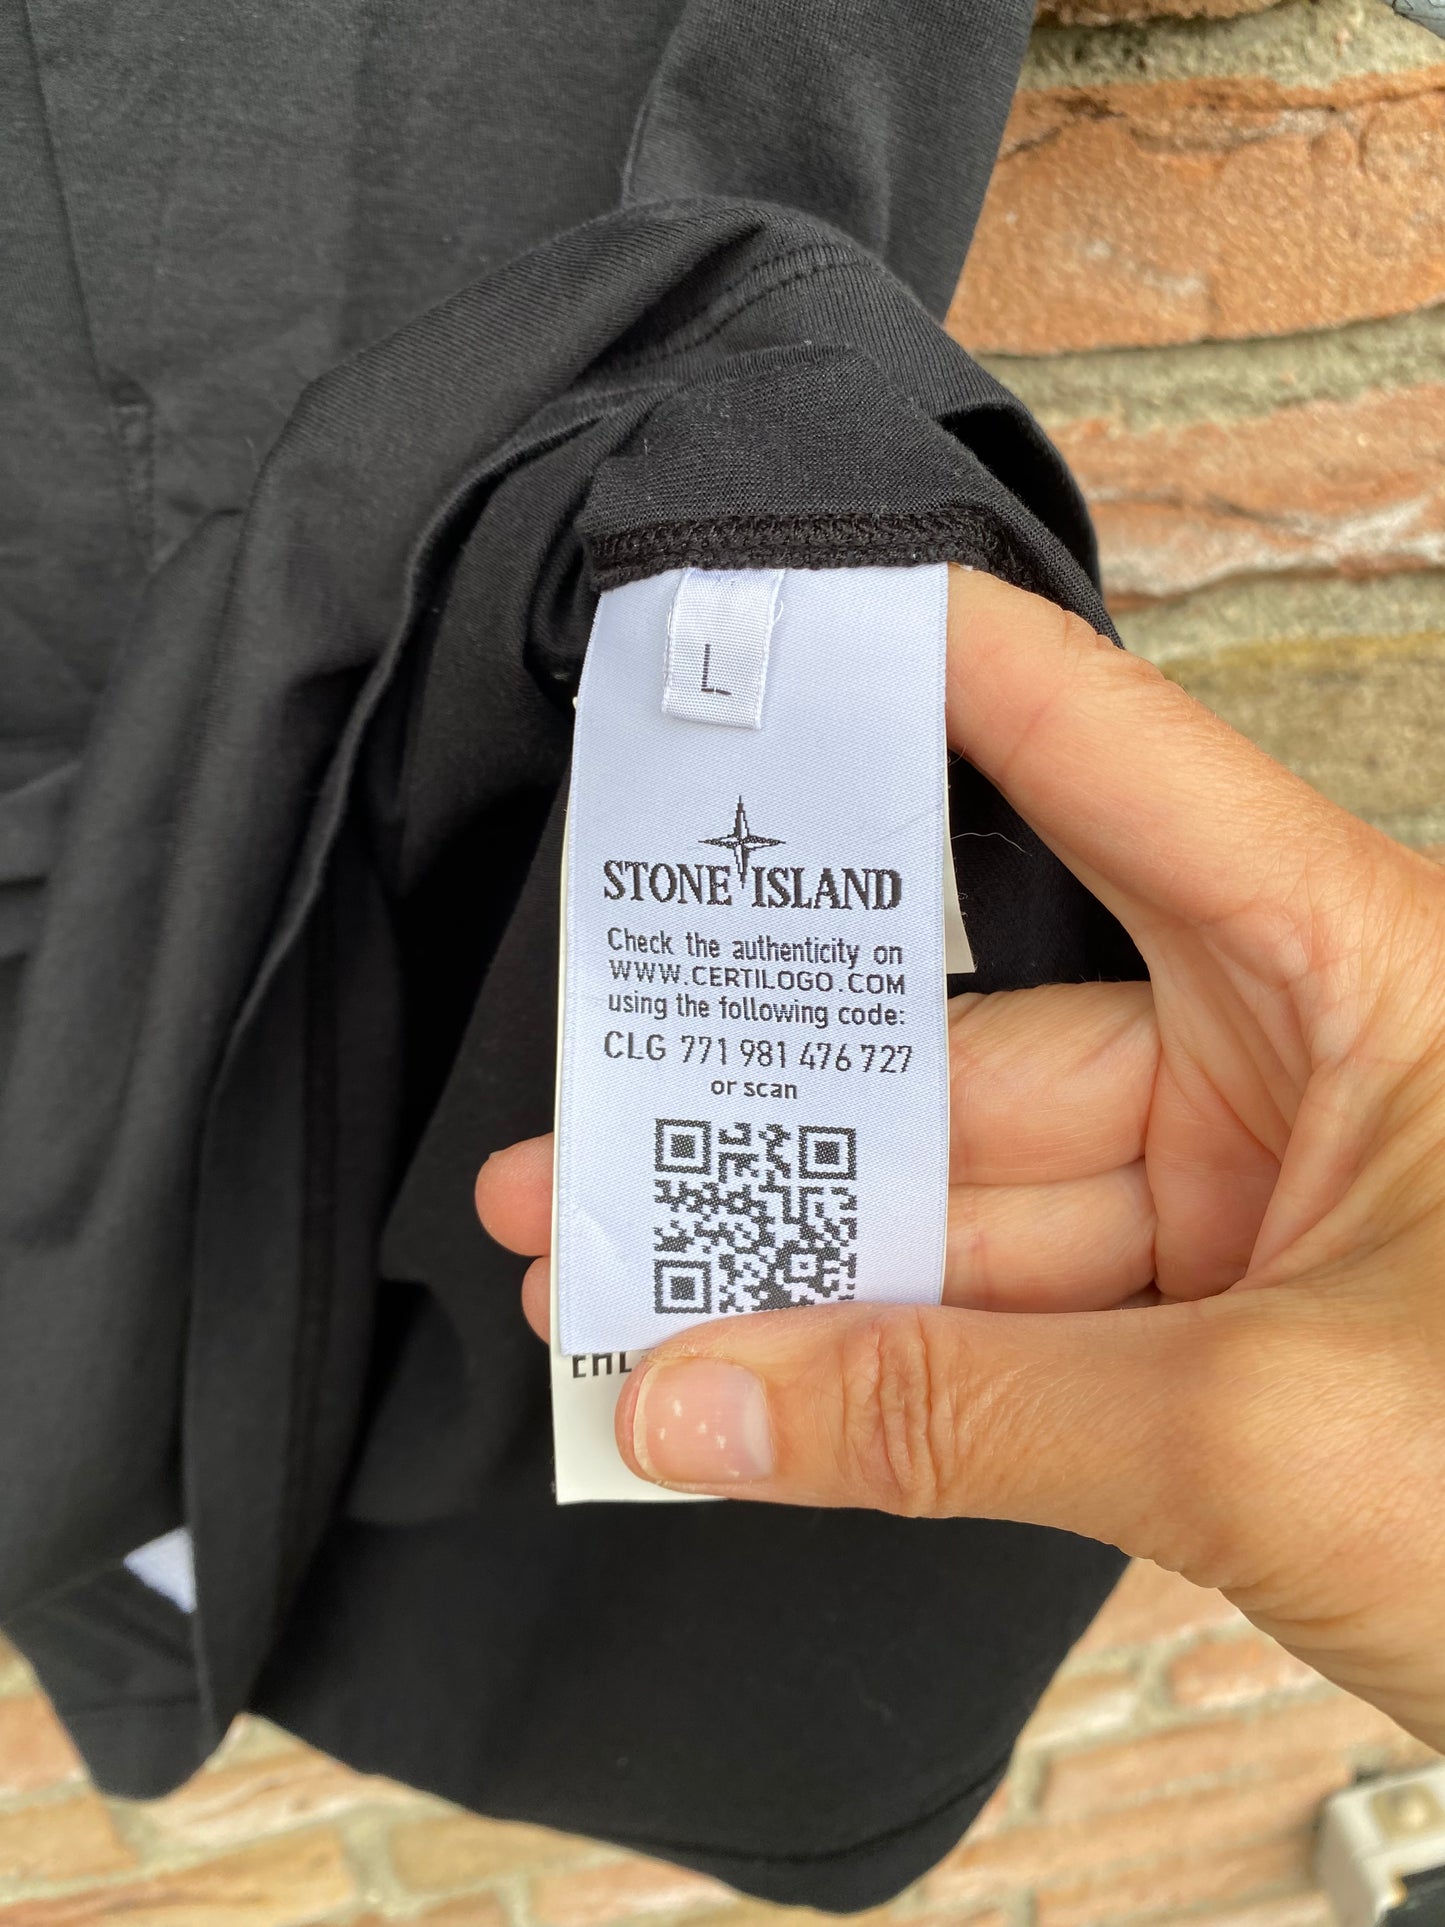 L
STONE ISLAND
Check the authenticity on
WWW.CERTILOGO.COM
using the following code:
CLG 771 981 476 727
or scan